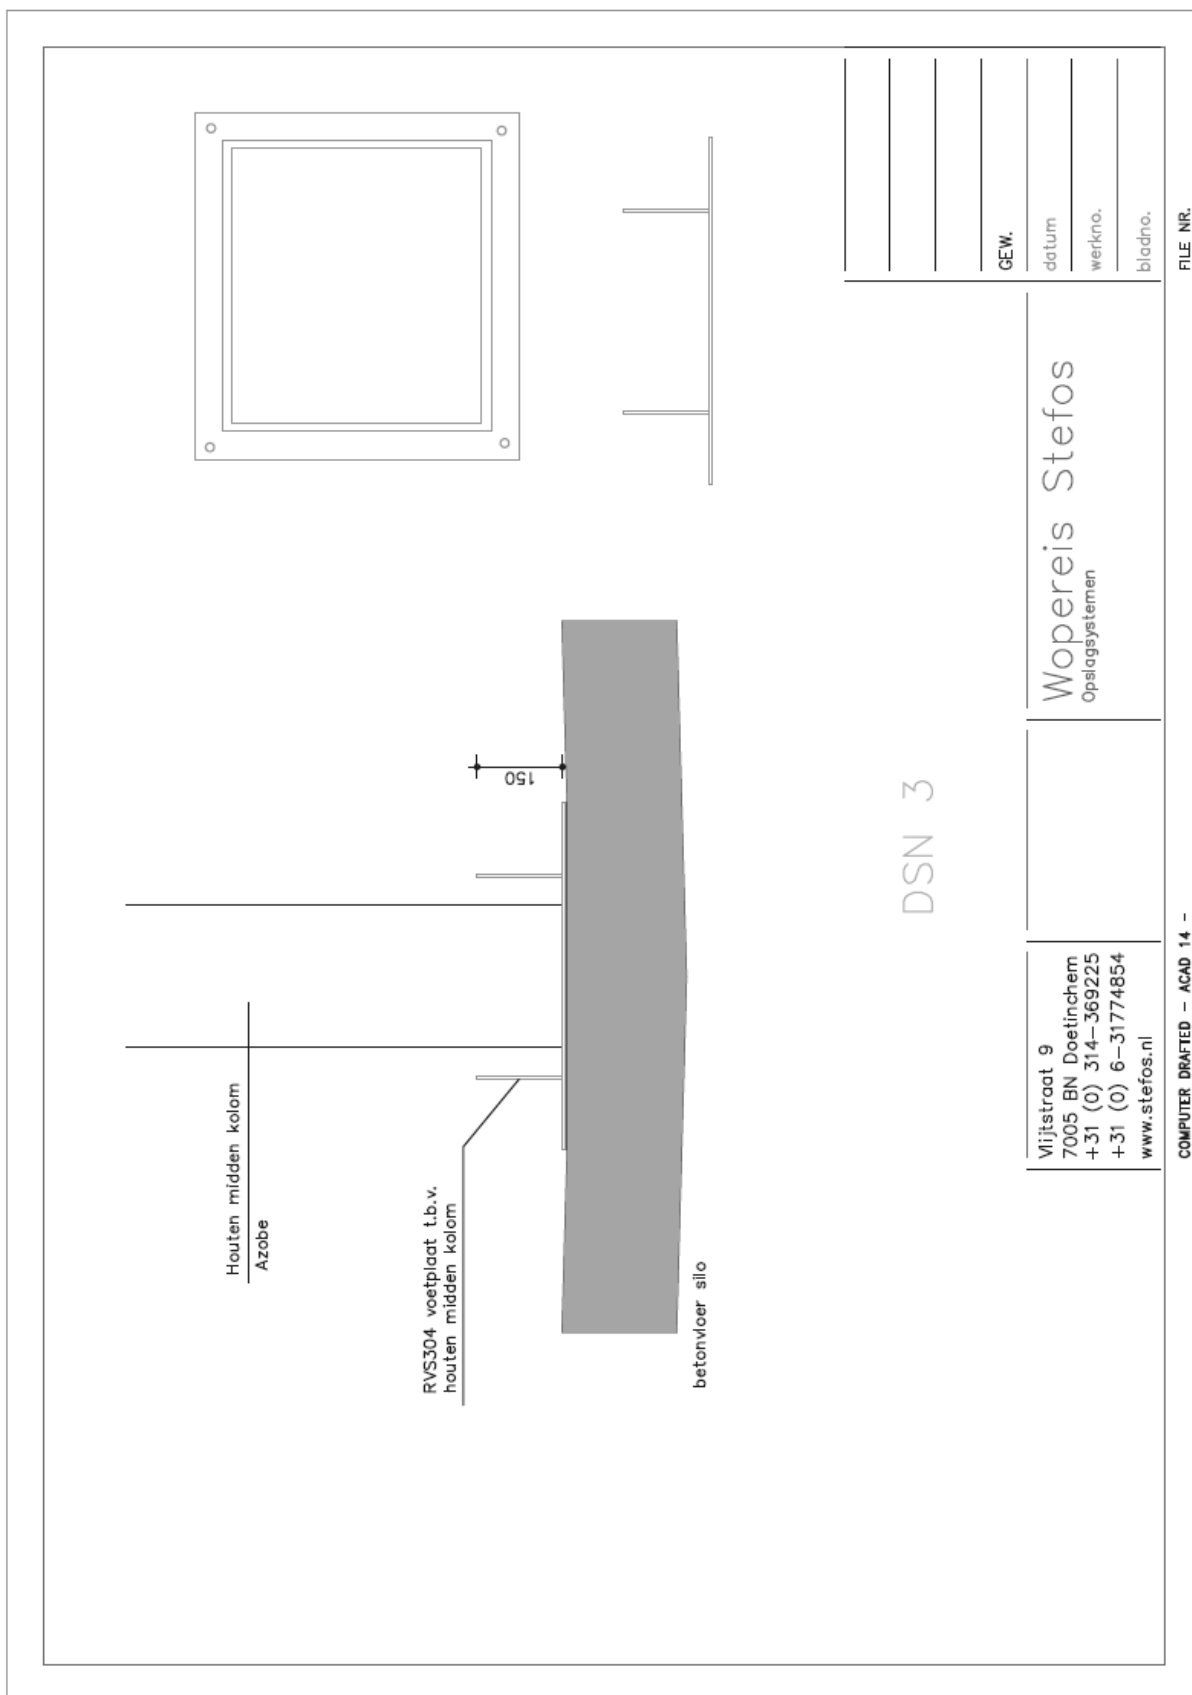 Houten midden kolom
Azobe
RVS304 voetplaat t.b.v.
houten midden kolom
150
betonvloer silo
DSN 3
Vlijtstraat 9
7005 BN Doetinchem
+31 (0) 314-369225
+31 (0) 6-31774854
www.stefos.nl
Wopereis Stefos
Opslagsystemen
GEW.
datum
werkno.
bladno.
COMPUTER DRAFTED - ACAD 14 -
FILE NR.